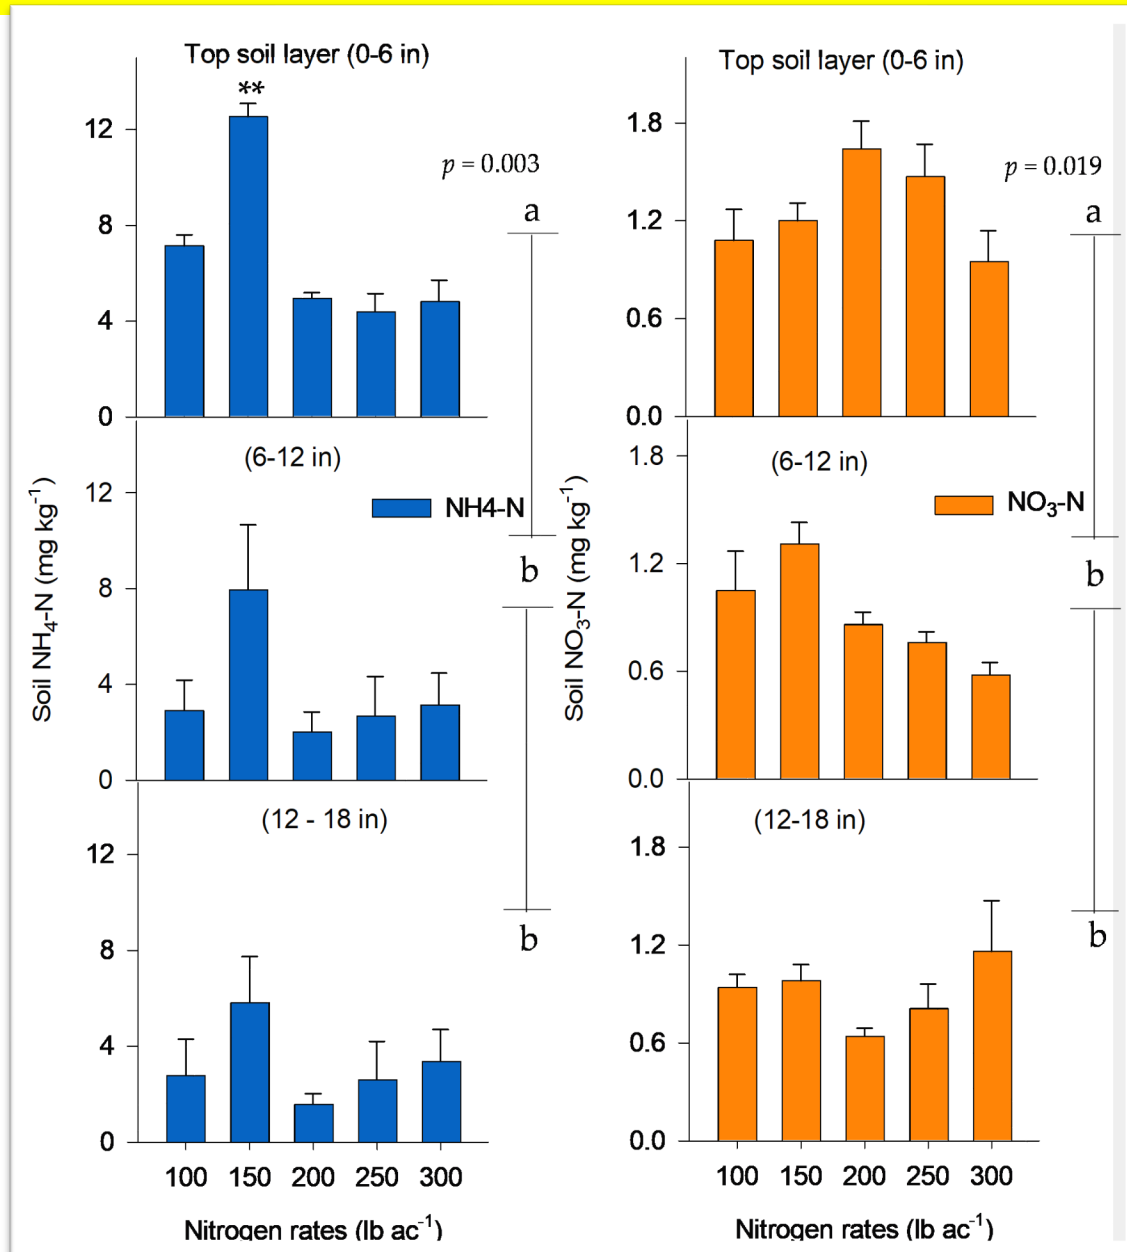 Top soil layer (0-6 in)
**
12
8
4
0
p = 0.003
a
(6-12 in)
12
8
4
0
NH4-N
b
Soil NH₄-N (mg kg⁻¹)
(12 - 18 in)
12
8
4
0
b
100 150 200 250 300
Nitrogen rates (lb ac⁻¹)
Top soil layer (0-6 in)
1.8
1.2
0.6
0.0
p = 0.019
a
(6-12 in)
1.8
1.2
0.6
0.0
NO₃-N
b
Soil NO₃-N (mg kg⁻¹)
(12-18 in)
1.8
1.2
0.6
0.0
b
100 150 200 250 300
Nitrogen rates (lb ac⁻¹)